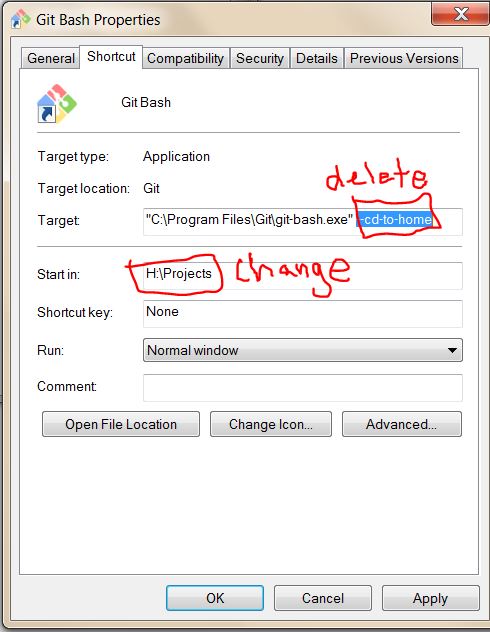 Git Bash Properties
X
General Shortcut Compatibility Security Details Previous Versions
Git Bash
Target type: Application
delete
Target location: Git
Target: "C:\Program Files\Git\git-bash.exe" --cd-to-home
Start in: H:\Projects change
Shortcut key: None
Run: Normal window
Comment:
Open File Location Change Icon... Advanced...
OK Cancel Apply